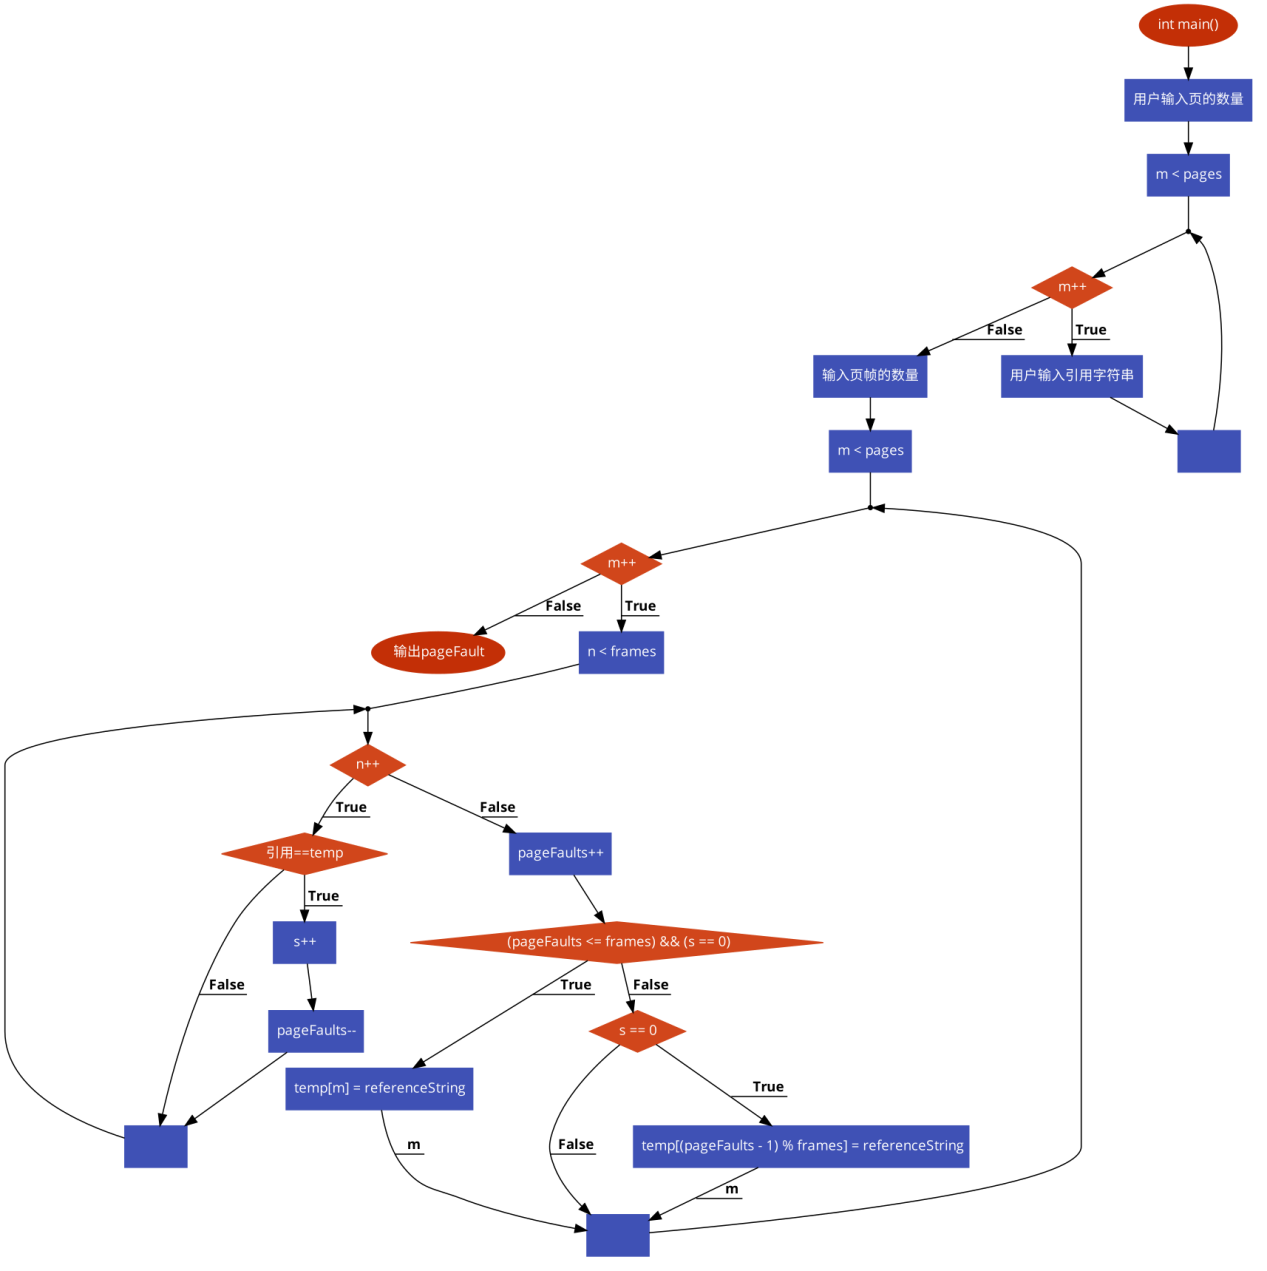 int main()
用户输入页的数量
m < pages
m++
False
True
输入页帧的数量
用户输入引用字符串
m < pages
m++
False
True
输出pageFault
n < frames
n++
True
False
引用==temp
pageFaults++
True
s++
(pageFaults <= frames) && (s == 0)
False
True
False
pageFaults--
s == 0
temp[m] = referenceString
True
m
False
temp[(pageFaults - 1) % frames] = referenceString
m